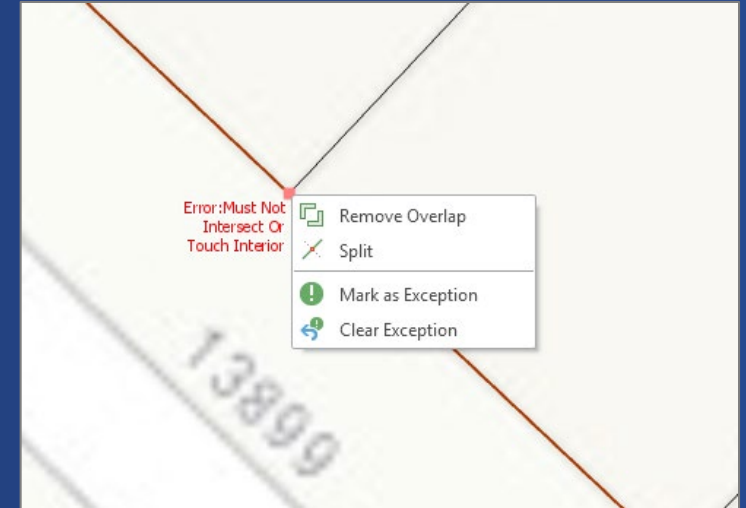 Error:Must Not
Intersect Or
Touch Interior
Remove Overlap
Split
Mark as Exception
Clear Exception
13899